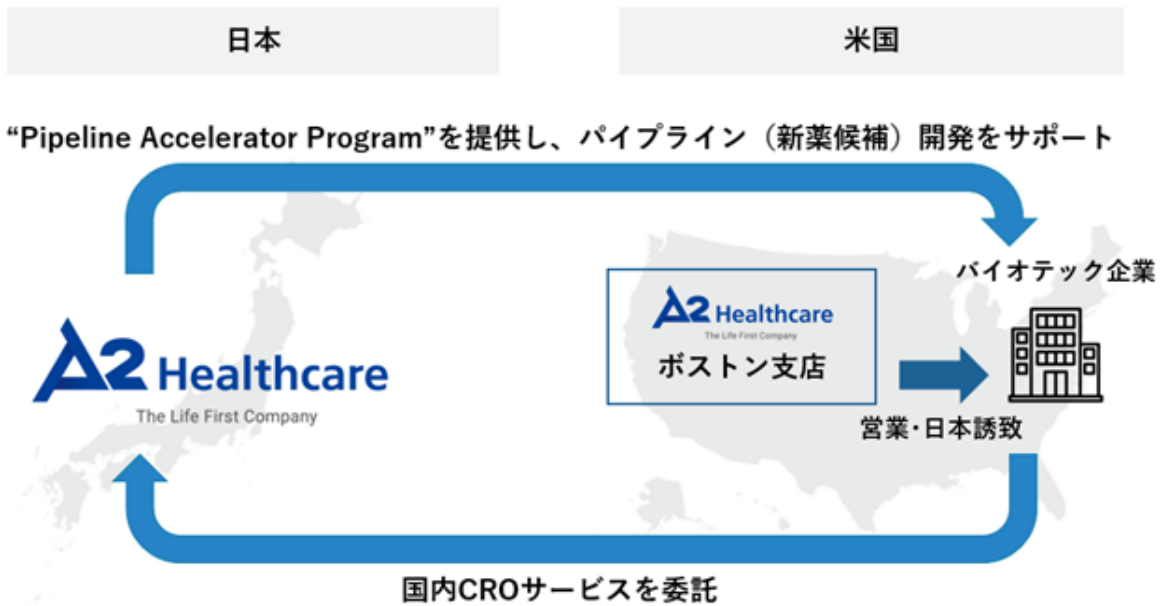 日本
米国
“Pipeline Accelerator Program”を提供し、パイプライン（新薬候補）開発をサポート
バイオテック企業
A2 Healthcare
The Life First Company
ボストン支店
営業･日本誘致
A2 Healthcare
The Life First Company
国内CROサービスを委託